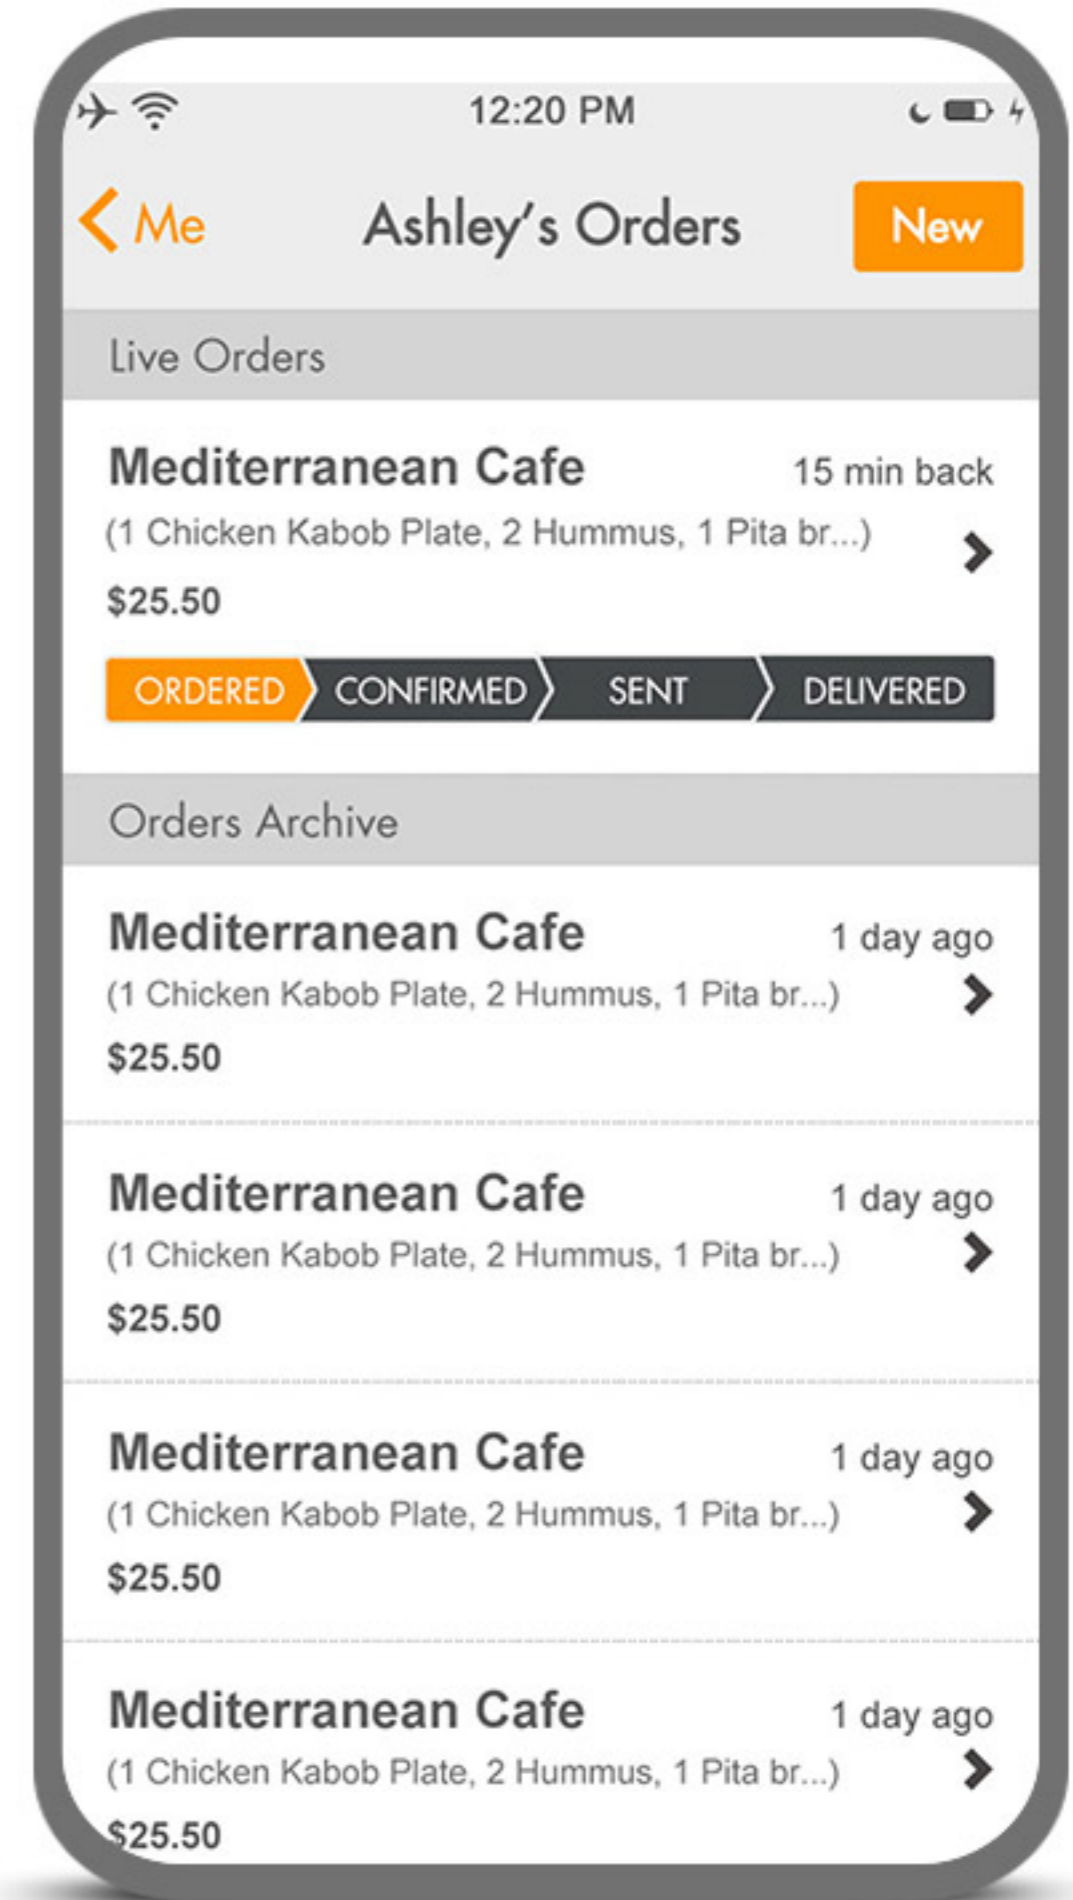 12:20 PM
Me
Ashley's Orders
New
Live Orders
Mediterranean Cafe
15 min back
(1 Chicken Kabob Plate, 2 Hummus, 1 Pita br...)
$25.50
ORDERED
CONFIRMED
SENT
DELIVERED
Orders Archive
Mediterranean Cafe
1 day ago
(1 Chicken Kabob Plate, 2 Hummus, 1 Pita br...)
$25.50
Mediterranean Cafe
1 day ago
(1 Chicken Kabob Plate, 2 Hummus, 1 Pita br...)
$25.50
Mediterranean Cafe
1 day ago
(1 Chicken Kabob Plate, 2 Hummus, 1 Pita br...)
$25.50
Mediterranean Cafe
1 day ago
(1 Chicken Kabob Plate, 2 Hummus, 1 Pita br...)
$25.50